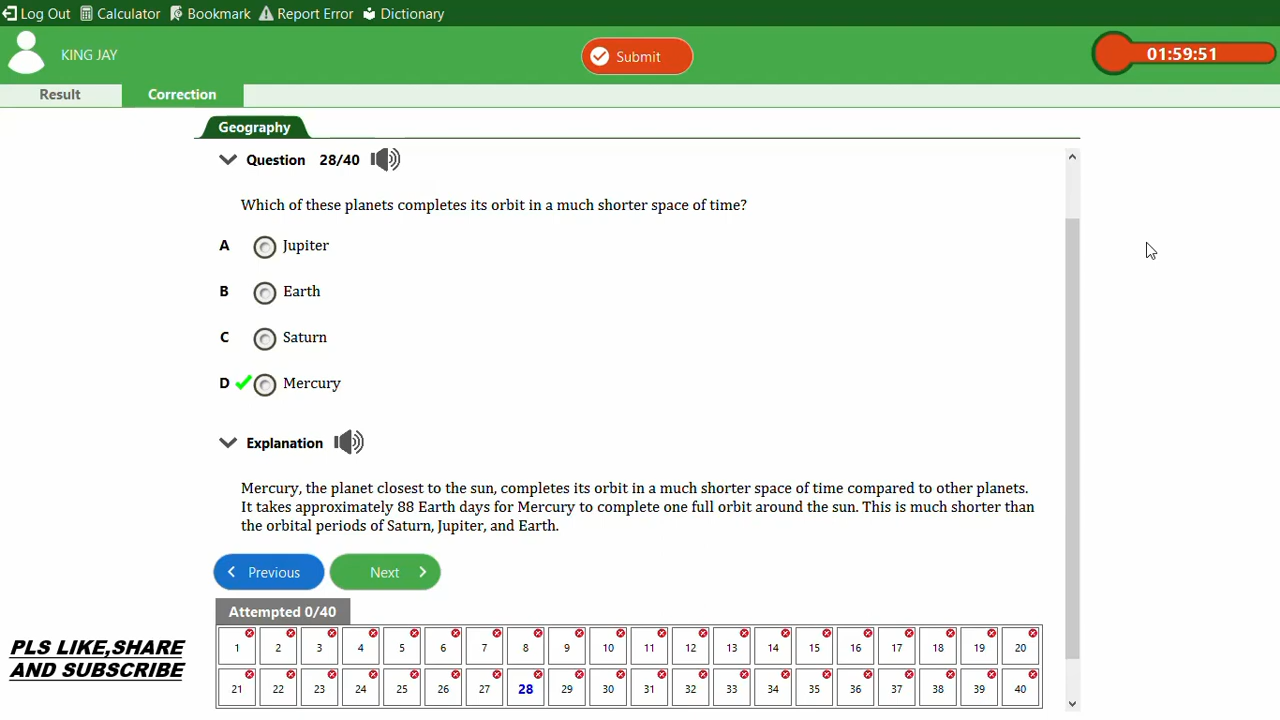 Log Out Calculator Bookmark Report Error Dictionary
KING JAY
Submit
01:59:51
Result Correction
Geography
Question 28/40
Which of these planets completes its orbit in a much shorter space of time?
A Jupiter
B Earth
C Saturn
D Mercury
Explanation
Mercury, the planet closest to the sun, completes its orbit in a much shorter space of time compared to other planets.
It takes approximately 88 Earth days for Mercury to complete one full orbit around the sun. This is much shorter than
the orbital periods of Saturn, Jupiter, and Earth.
Previous Next
Attempted 0/40
1 2 3 4 5 6 7 8 9 10 11 12 13 14 15 16 17 18 19 20
21 22 23 24 25 26 27 28 29 30 31 32 33 34 35 36 37 38 39 40
PLS LIKE,SHARE
AND SUBSCRIBE